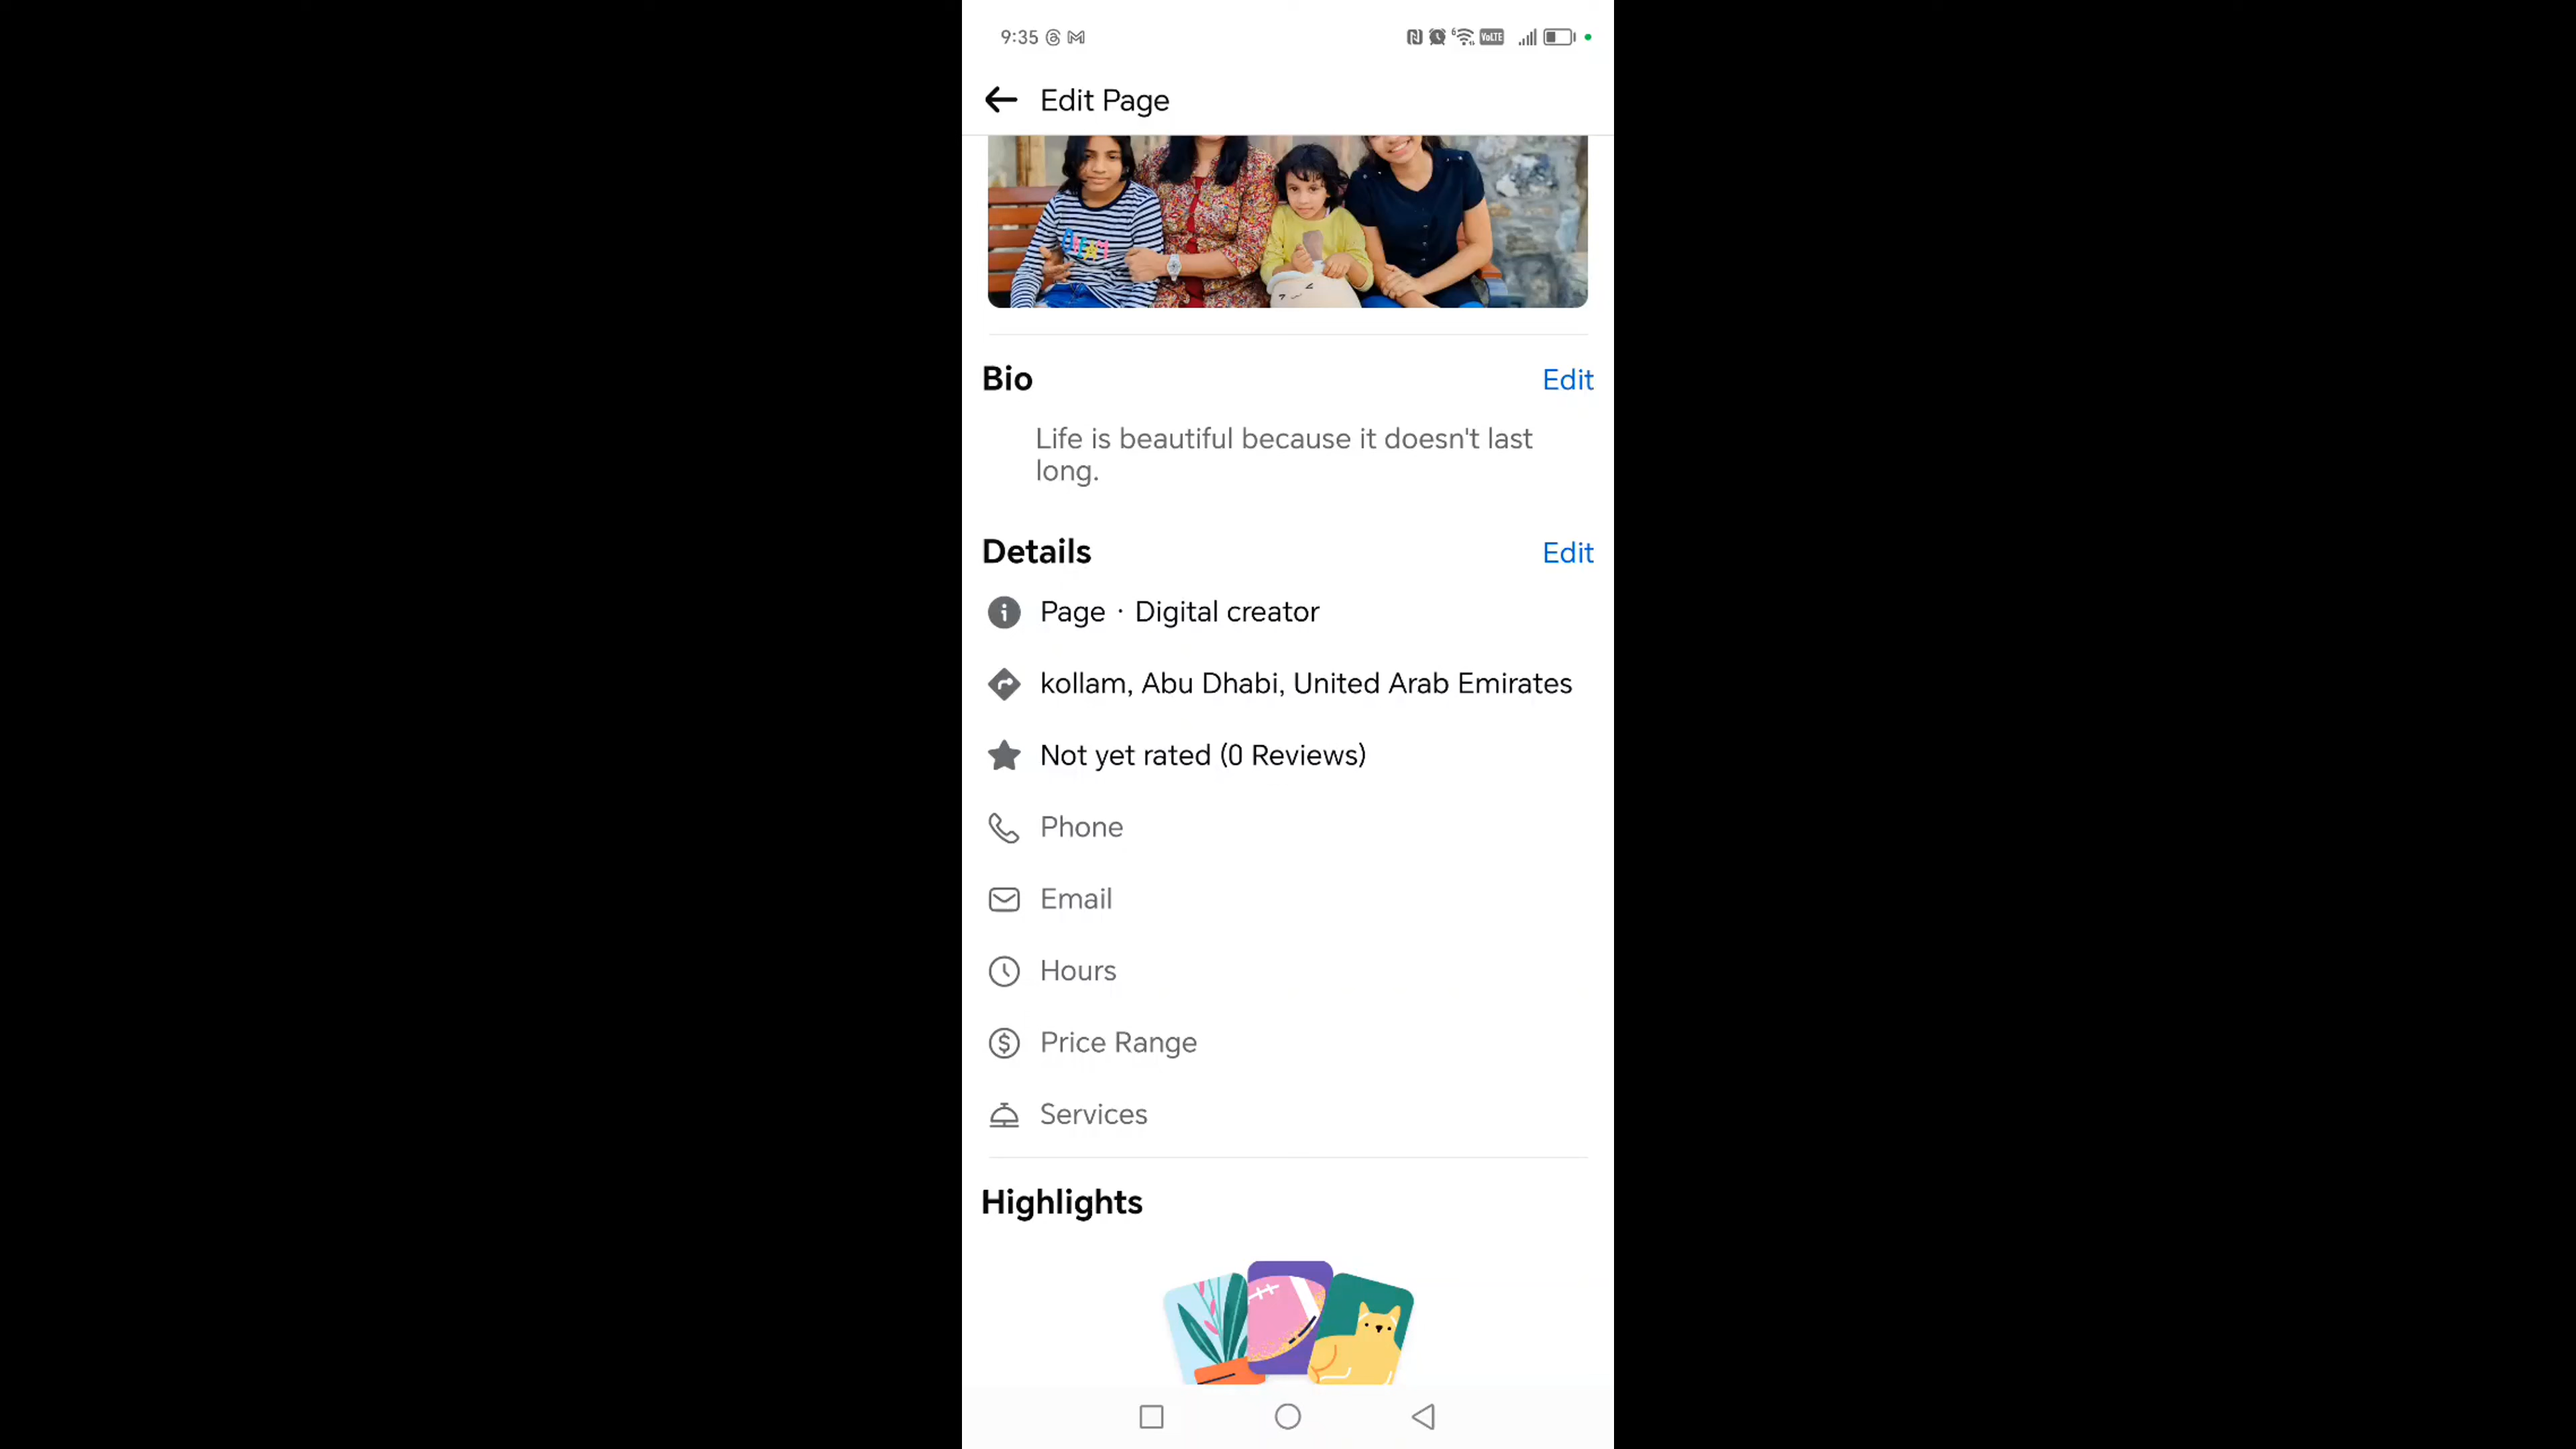 9:35
VoLTE
Edit Page
Bio
Edit
Life is beautiful because it doesn't last
long.
Details
Edit
Page · Digital creator
kollam, Abu Dhabi, United Arab Emirates
Not yet rated (0 Reviews)
Phone
Email
Hours
Price Range
Services
Highlights